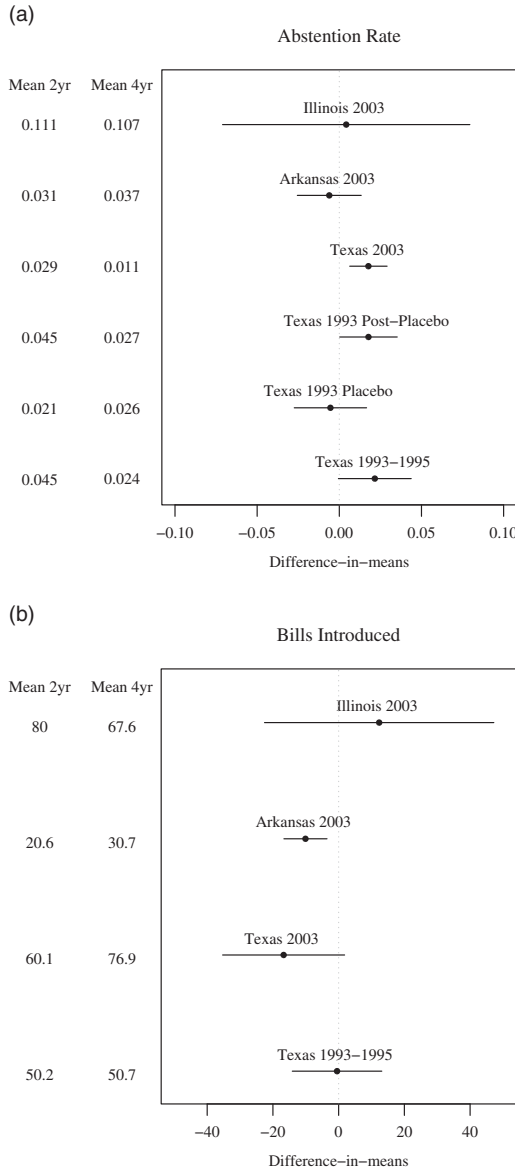 (a)
Abstention Rate
Mean 2yr Mean 4yr
Illinois 2003
0.111 0.107
Arkansas 2003
0.031 0.037
Texas 2003
0.029 0.011
Texas 1993 Post−Placebo
0.045 0.027
Texas 1993 Placebo
0.021 0.026
Texas 1993−1995
0.045 0.024
−0.10 −0.05 0.00 0.05 0.10
Difference−in−means
(b)
Bills Introduced
Mean 2yr Mean 4yr
Illinois 2003
80 67.6
Arkansas 2003
20.6 30.7
Texas 2003
60.1 76.9
Texas 1993−1995
50.2 50.7
−40 −20 0 20 40
Difference−in−means